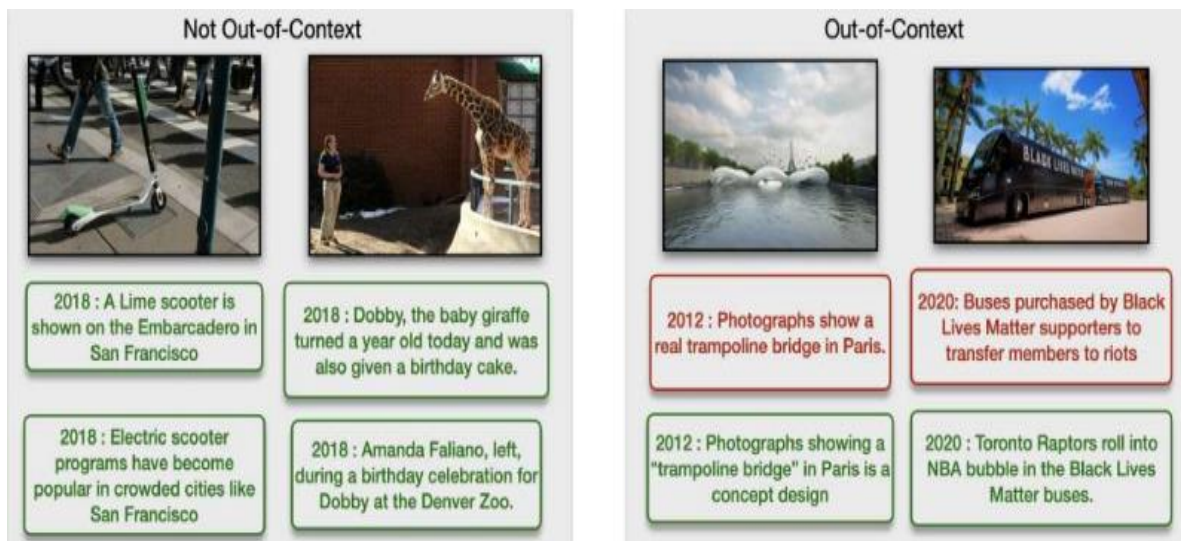 Not Out-of-Context
2018 : A Lime scooter is
shown on the Embarcadero in
San Francisco
2018 : Dobby, the baby giraffe
turned a year old today and was
also given a birthday cake.
2018 : Electric scooter
programs have become
popular in crowded cities like
San Francisco
2018 : Amanda Faliano, left,
during a birthday celebration for
Dobby at the Denver Zoo.
Out-of-Context
BLACK LIVES MATTER
2012 : Photographs show a
real trampoline bridge in Paris.
2020: Buses purchased by Black
Lives Matter supporters to
transfer members to riots
2012 : Photographs showing a
"trampoline bridge" in Paris is a
concept design
2020 : Toronto Raptors roll into
NBA bubble in the Black Lives
Matter buses.